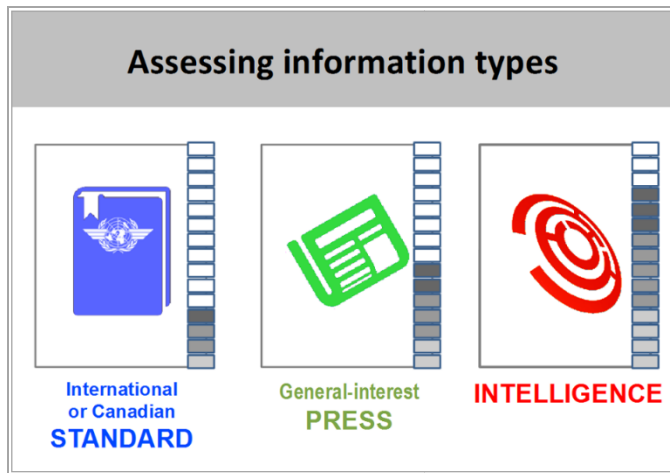 Assessing information types
International
or Canadian
STANDARD
General-interest
PRESS
INTELLIGENCE